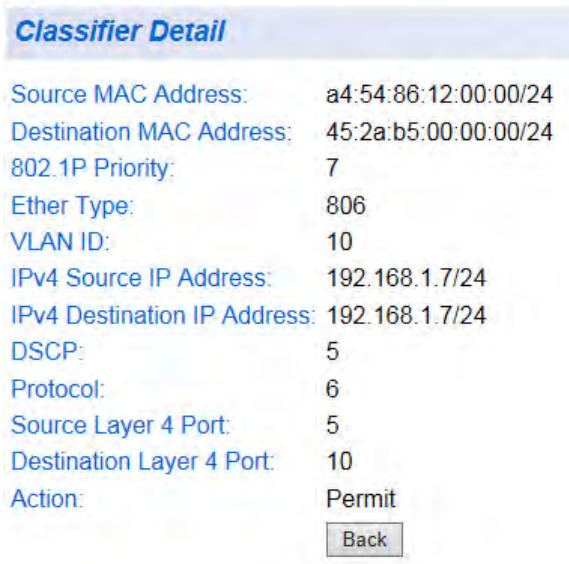 Classifier Detail
Source MAC Address: a4:54:86:12:00:00/24
Destination MAC Address: 45:2a:b5:00:00:00/24
802.1P Priority: 7
Ether Type: 806
VLAN ID: 10
IPv4 Source IP Address: 192.168.1.7/24
IPv4 Destination IP Address: 192.168.1.7/24
DSCP: 5
Protocol: 6
Source Layer 4 Port: 5
Destination Layer 4 Port: 10
Action: Permit
Back